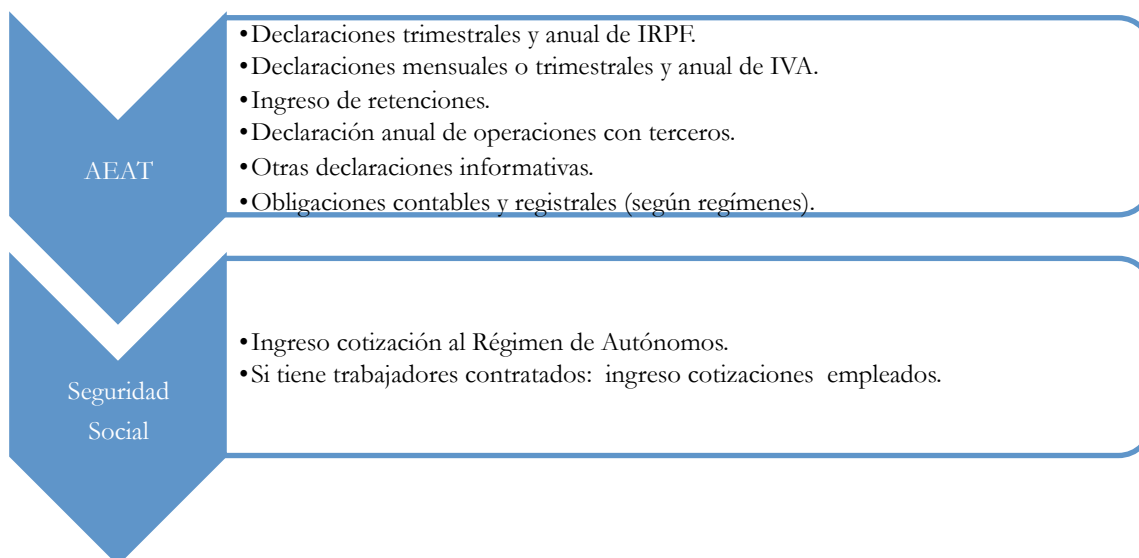 AEAT
•Declaraciones trimestrales y anual de IRPF.
•Declaraciones mensuales o trimestrales y anual de IVA.
•Ingreso de retenciones.
•Declaración anual de operaciones con terceros.
•Otras declaraciones informativas.
•Obligaciones contables y registrales (según regímenes).
Seguridad
Social
•Ingreso cotización al Régimen de Autónomos.
•Si tiene trabajadores contratados: ingreso cotizaciones empleados.